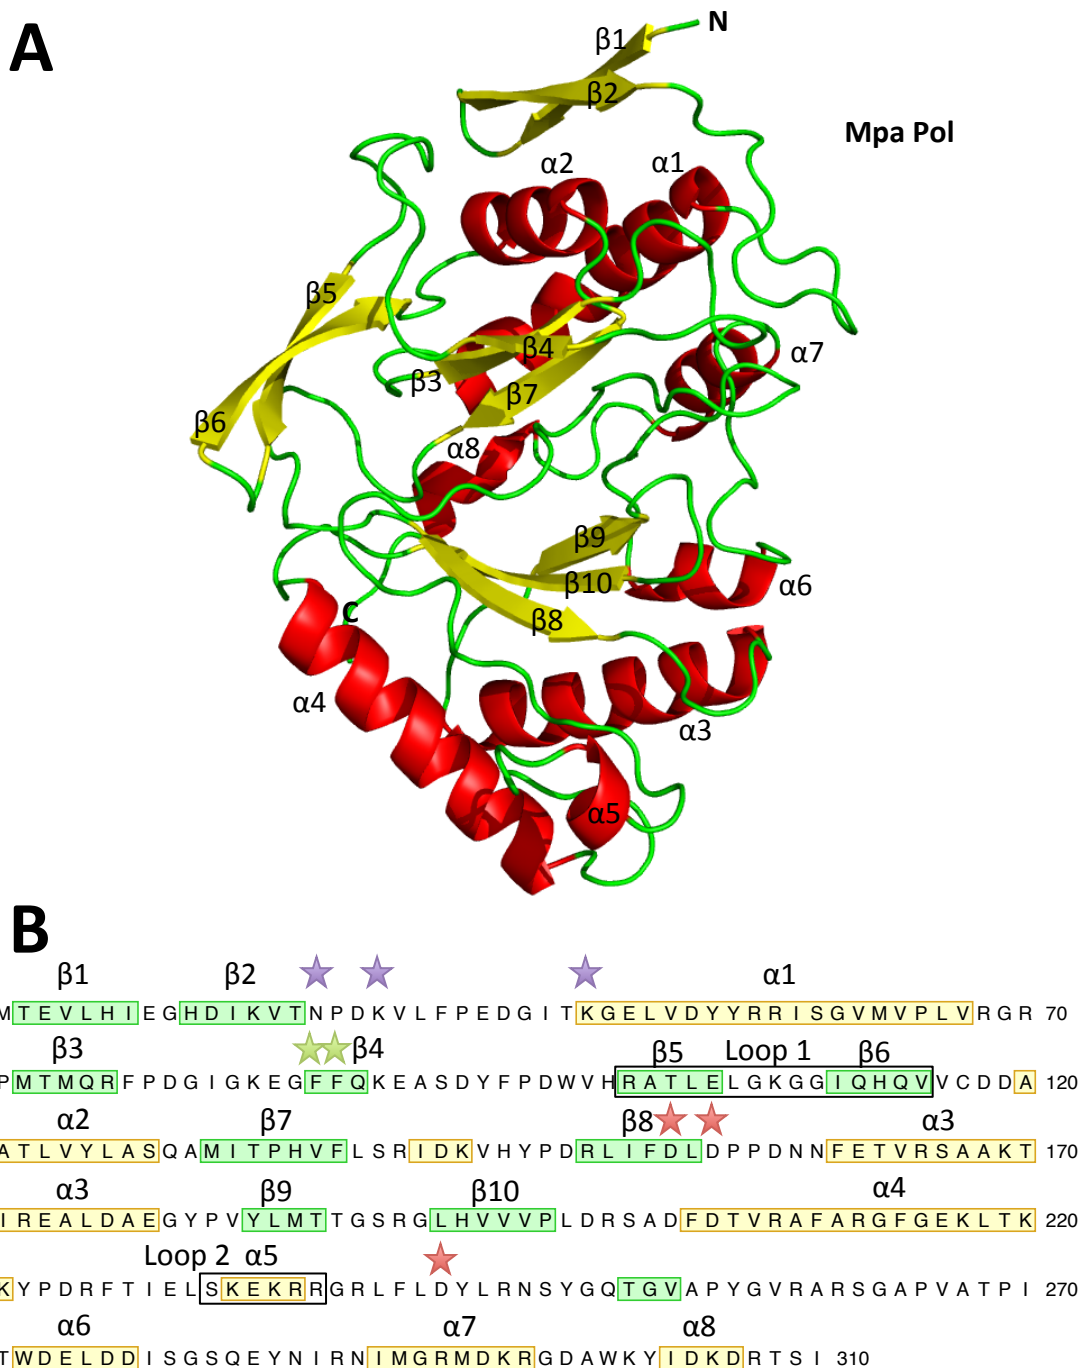 A
N
β1
β2
Mpa Pol
α2
α1
β5
β4
α7
β3
β7
β6
α8
β9
β10
α6
β8
C
α4
α3
α5
B
β1 β2 α1
MTEVLHIEGHDIKVTNPDKVLFPEDGITKGELVDYYRRISGVMVPLVRGR 70
β3 β4
PMTMQRFPDGIGKEGFFQKEASDYFPDWVHRATLELGKGGIQHQVVCDDA 120
β5 Loop 1 β6
α2 β7 β8 α3
ATLVYLASQAMITPHVFLSRIDKVHYPDRLIFDLDPPDNNFETVRSAAKT 170
α3 β9 β10 α4
IREALDAEGYPVYLMTTGSRGLHVVVPLDRSADFDTVRAFARGFGEKLTK 220
Loop 2 α5
KYPDRFTIELSKEKRRGRLFLDYLRNSYGQTGVAPYGVRARSGAPVATPI 270
α6 α7 α8
TWDELDDISGSQEYNIRNIMGRMDKRGDAWKYIDKDRTSI 310